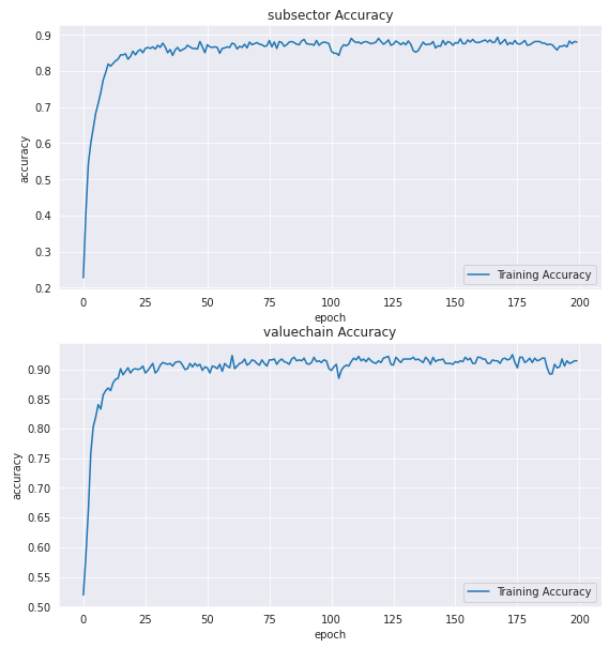 subsector Accuracy
0.9
0.8
0.7
0.6
0.5
0.4
0.3
0.2
accuracy
Training Accuracy
0 25 50 75 100 125 150 175 200
epoch
valuechain Accuracy
0.90
0.85
0.80
0.75
0.70
0.65
0.60
0.55
0.50
accuracy
Training Accuracy
0 25 50 75 100 125 150 175 200
epoch